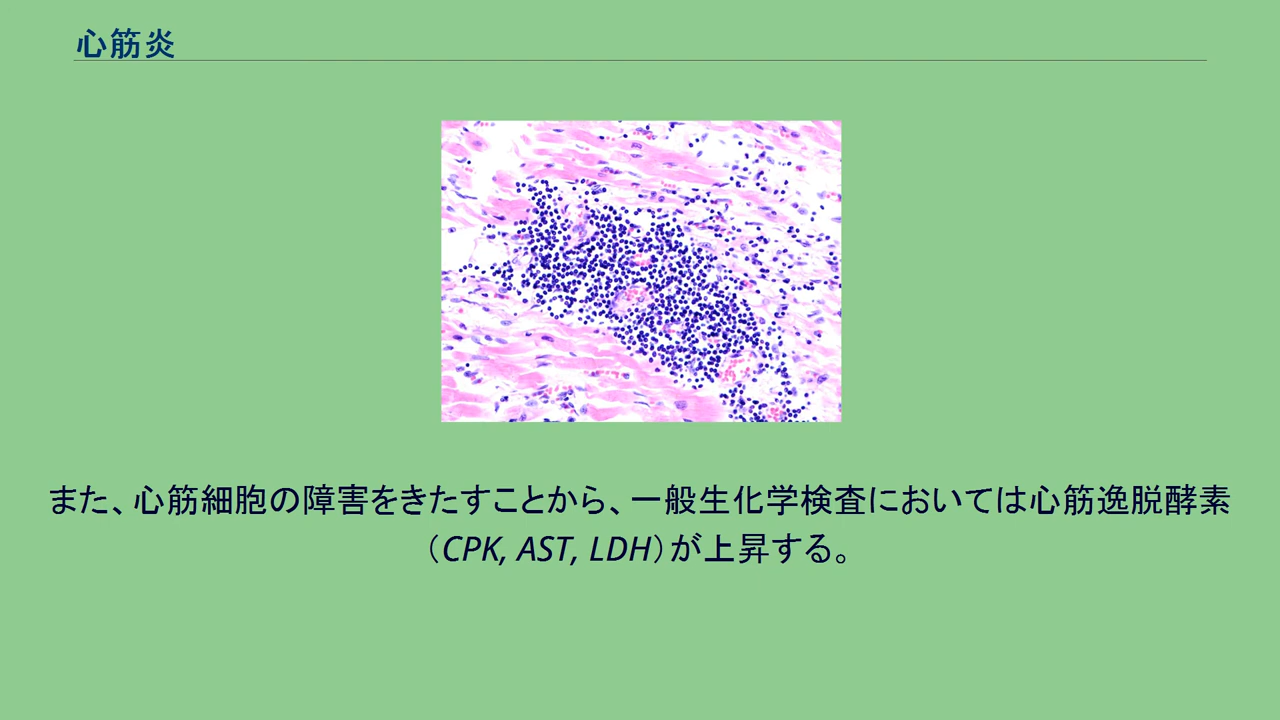 心筋炎
また、心筋細胞の障害をきたすことから、一般生化学検査においては心筋逸脱酵素
（CPK, AST, LDH）が上昇する。